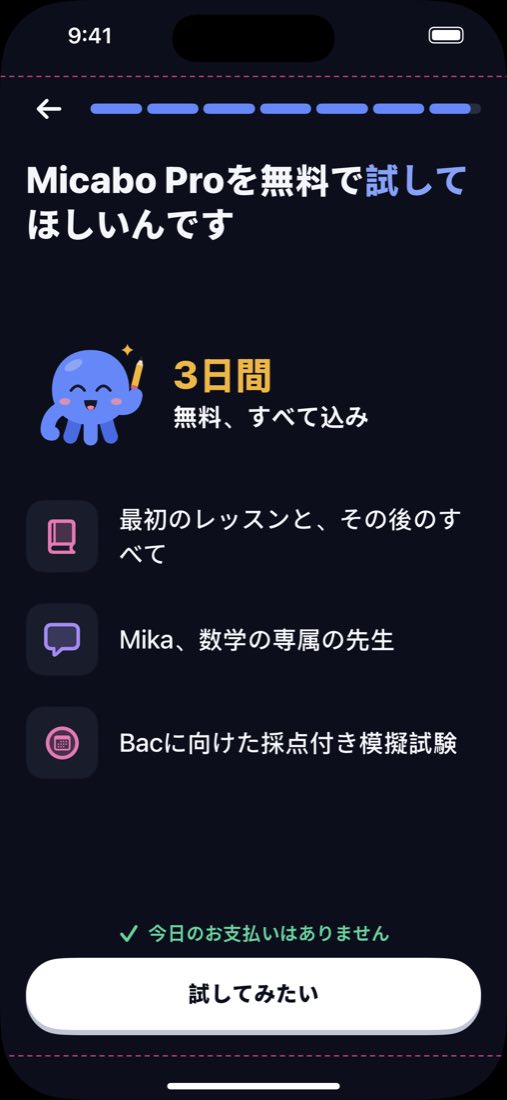 9:41
Micabo Proを無料で試して
ほしいんです
3日間
無料、すべて込み
最初のレッスンと、その後のす
べて
Mika、数学の専属の先生
Bacに向けた採点付き模擬試験
今日のお支払いはありません
試してみたい